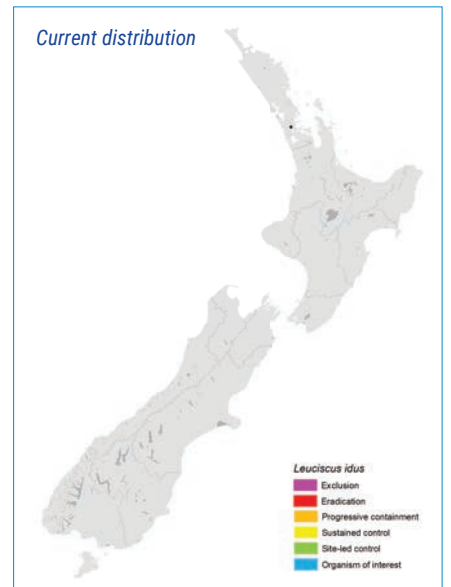 Current distribution
Leuciscus idus
Exclusion
Eradication
Progressive containment
Sustained control
Site-led control
Organism of interest